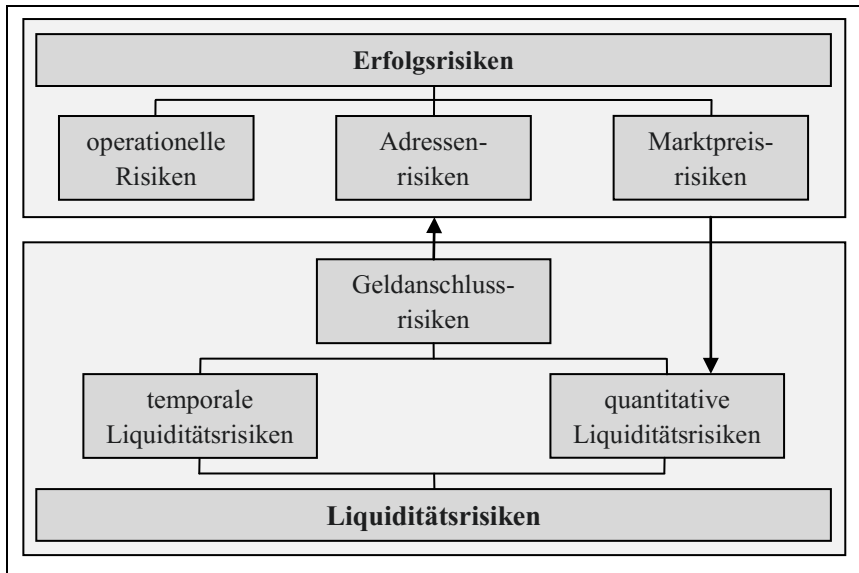 Erfolgsrisiken
operationelle
Risiken
Adressen-
risiken
Marktpreis-
risiken
Geldanschluss-
risiken
temporale
Liquiditätsrisiken
quantitative
Liquiditätsrisiken
Liquiditätsrisiken